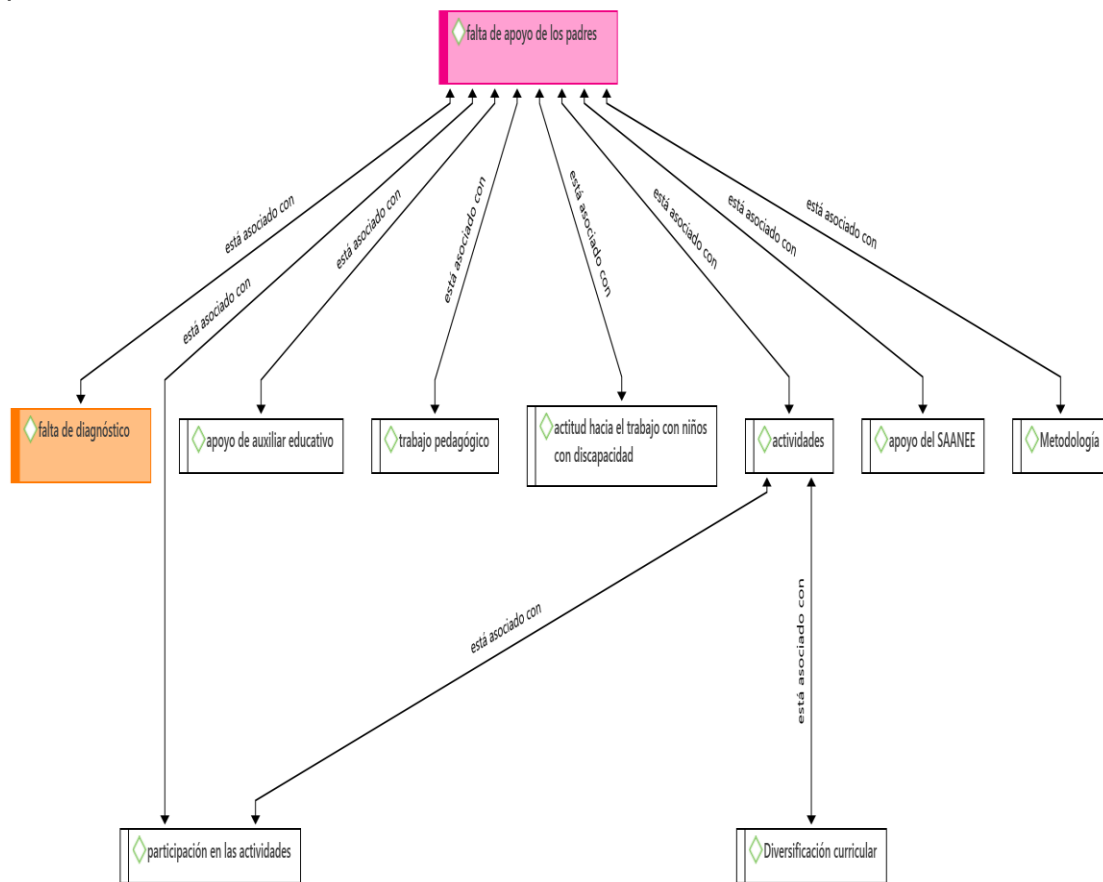 falta de apoyo de los padres
está asociado con
está asociado con
está asociado con
está asociado con
está asociado con
está asociado con
está asociado con
está asociado con
falta de diagnóstico
apoyo de auxiliar educativo
trabajo pedagógico
actitud hacia el trabajo con niños
con discapacidad
actividades
apoyo del SAANEE
Metodología
está asociado con
está asociado con
participación en las actividades
Diversificación curricular